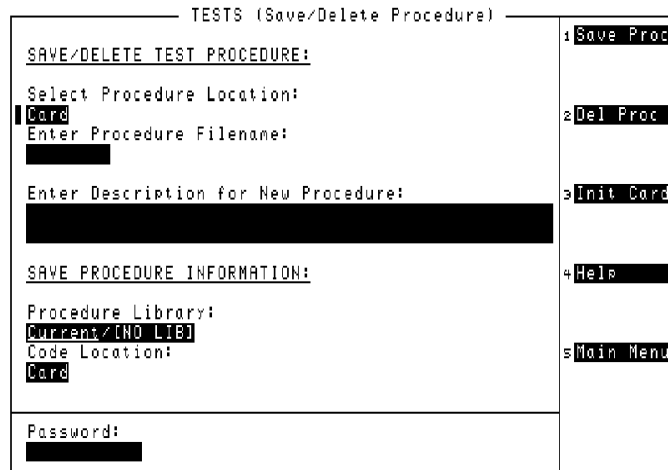 TESTS (Save/Delete Procedure)
SAVE/DELETE TEST PROCEDURE:
Select Procedure Location:
Card
Enter Procedure Filename:
Enter Description for New Procedure:
SAVE PROCEDURE INFORMATION:
Procedure Library:
Current/[NO LIB]
Code Location:
Card
Password:
1 Save Proc
2 Del Proc
3 Init Card
4 Help
5 Main Menu